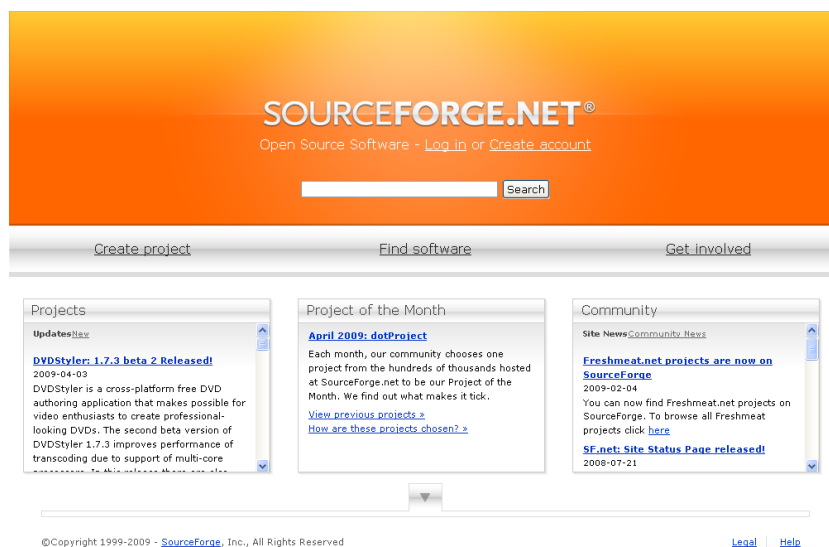 SOURCEFORGE.NET®
Open Source Software - Log in or Create account
Search
Create project
Find software
Get involved
Projects
UpdatesNew
DVDStyler: 1.7.3 beta 2 Released!
2009-04-03
DVDStyler is a cross-platform free DVD
authoring application that makes possible for
video enthusiasts to create professional-
looking DVDs. The second beta version of
DVDStyler 1.7.3 improves performance of
transcoding due to support of multi-core
Project of the Month
April 2009: dotProject
Each month, our community chooses one
project from the hundreds of thousands hosted
at SourceForge.net to be our Project of the
Month. We find out what makes it tick.
View previous projects »
How are these projects chosen? »
Community
Site NewsCommunity News
Freshmeat.net projects are now on
SourceForge
2009-02-04
You can now find Freshmeat.net projects on
SourceForge. To browse all Freshmeat
projects click here
SF.net: Site Status Page released!
2008-07-21
©Copyright 1999-2009 - SourceForge, Inc., All Rights Reserved
Legal
Help